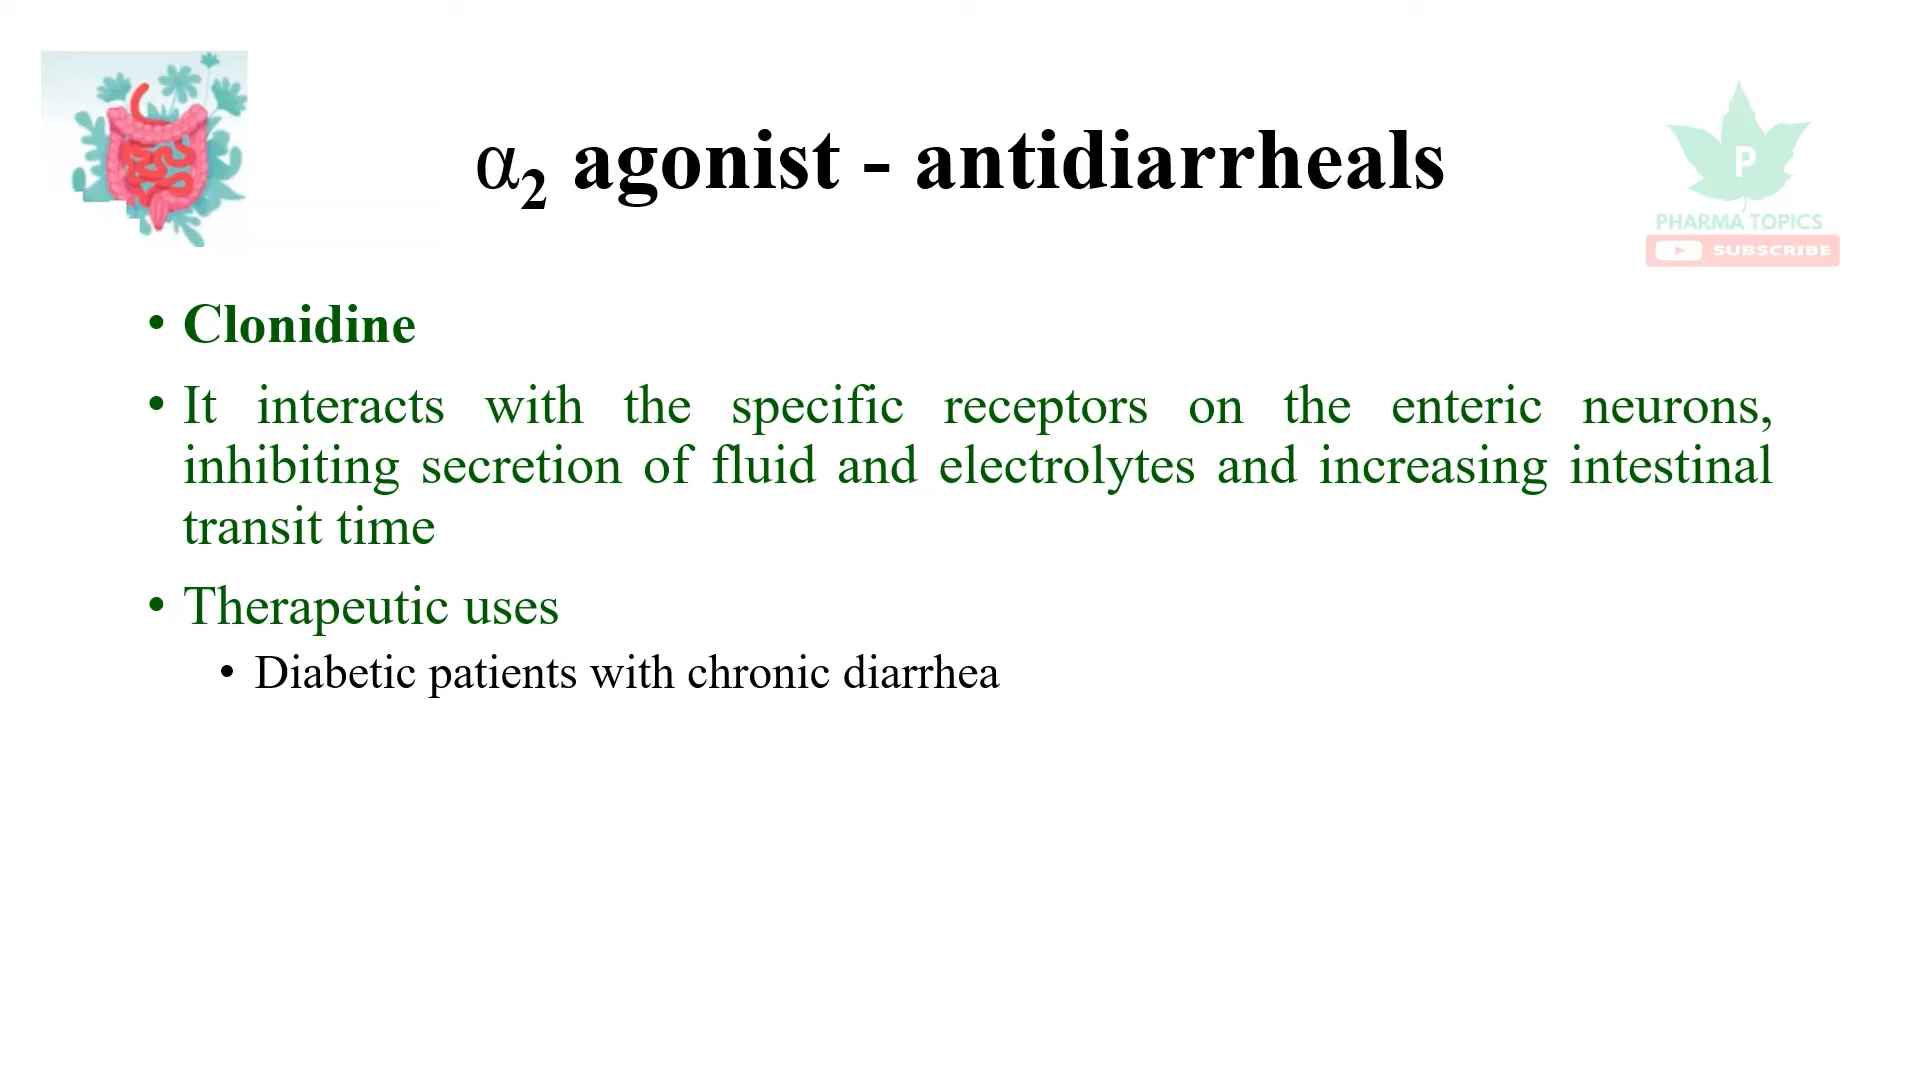 α₂ agonist - antidiarrheals
P
PHARMA TOPICS
SUBSCRIBE
• Clonidine
• It interacts with the specific receptors on the enteric neurons,
inhibiting secretion of fluid and electrolytes and increasing intestinal
transit time
• Therapeutic uses
• Diabetic patients with chronic diarrhea